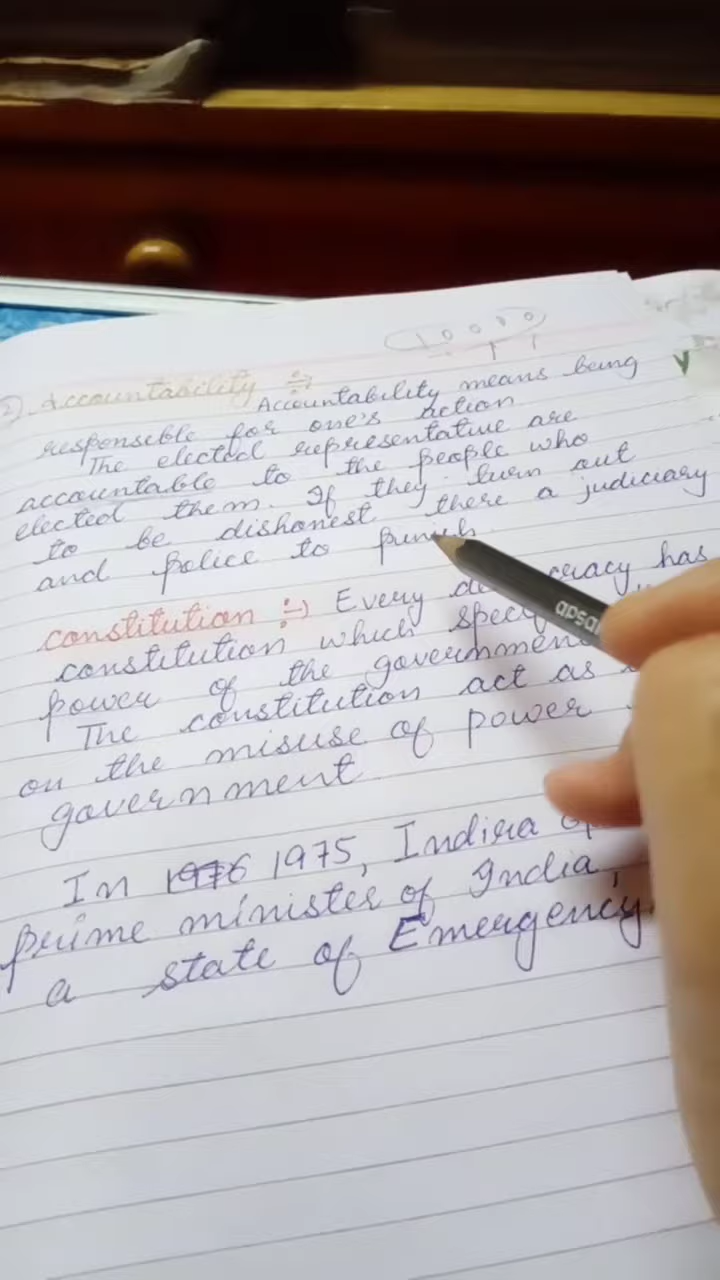 10000
2) Accountability :-)
Accountability means being
responsible for one's action
The elected representative are
accountable to the people who
elected them. If they turn out
to be dishonest there a judiciary
and police to punish
constitution :-) Every has
constitution which
power of the
The constitution act as
on the misuse of power
government
In 1976 1975, Indira
prime minister of India,
a state of Emergency
apsa